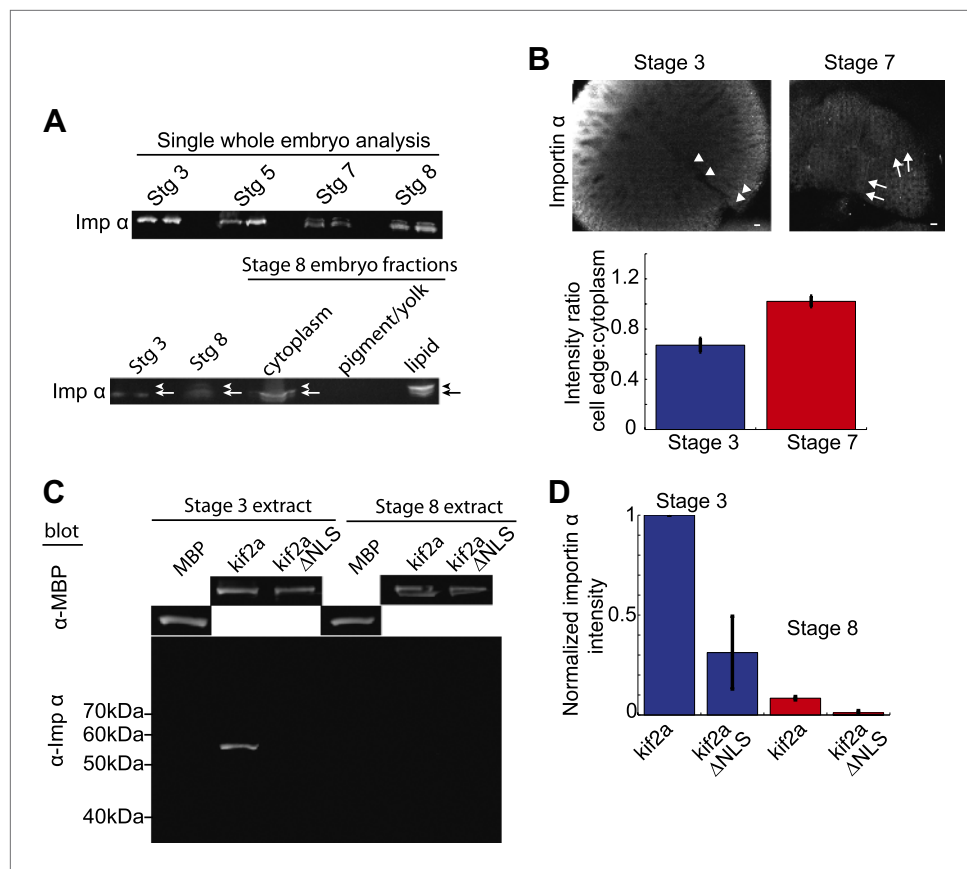 A
Single whole embryo analysis
Stg 3
Stg 5
Stg 7
Stg 8
Imp α
Stage 8 embryo fractions
Stg 3
Stg 8
cytoplasm
pigment/yolk
lipid
Imp α
B
Stage 3
Stage 7
Importin α
Intensity ratio
cell edge:cytoplasm
1.2
0.8
0.4
0
Stage 3
Stage 7
C
Stage 3 extract
Stage 8 extract
blot
MBP
kif2a
kif2a
ΔNLS
MBP
kif2a
kif2a
ΔNLS
α-MBP
α-Imp α
70kDa
60kDa
50kDa
40kDa
D
Normalized importin α
intensity
1
0.5
0
Stage 3
Stage 8
kif2a
kif2a
ΔNLS
kif2a
kif2a
ΔNLS